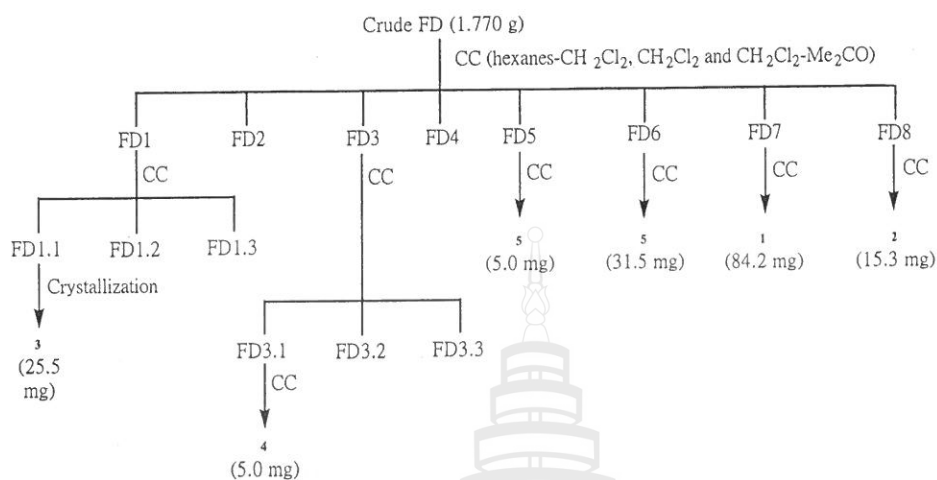 Crude FD (1.770 g)
CC (hexanes-CH 2Cl2, CH2Cl2 and CH2Cl2-Me2CO)
FD1 FD2 FD3 FD4 FD5 FD6 FD7 FD8
CC CC CC CC CC CC
FD1.1 FD1.2 FD1.3
5 5 1 2
(5.0 mg) (31.5 mg) (84.2 mg) (15.3 mg)
Crystallization
3
(25.5
mg)
FD3.1 FD3.2 FD3.3
CC
4
(5.0 mg)